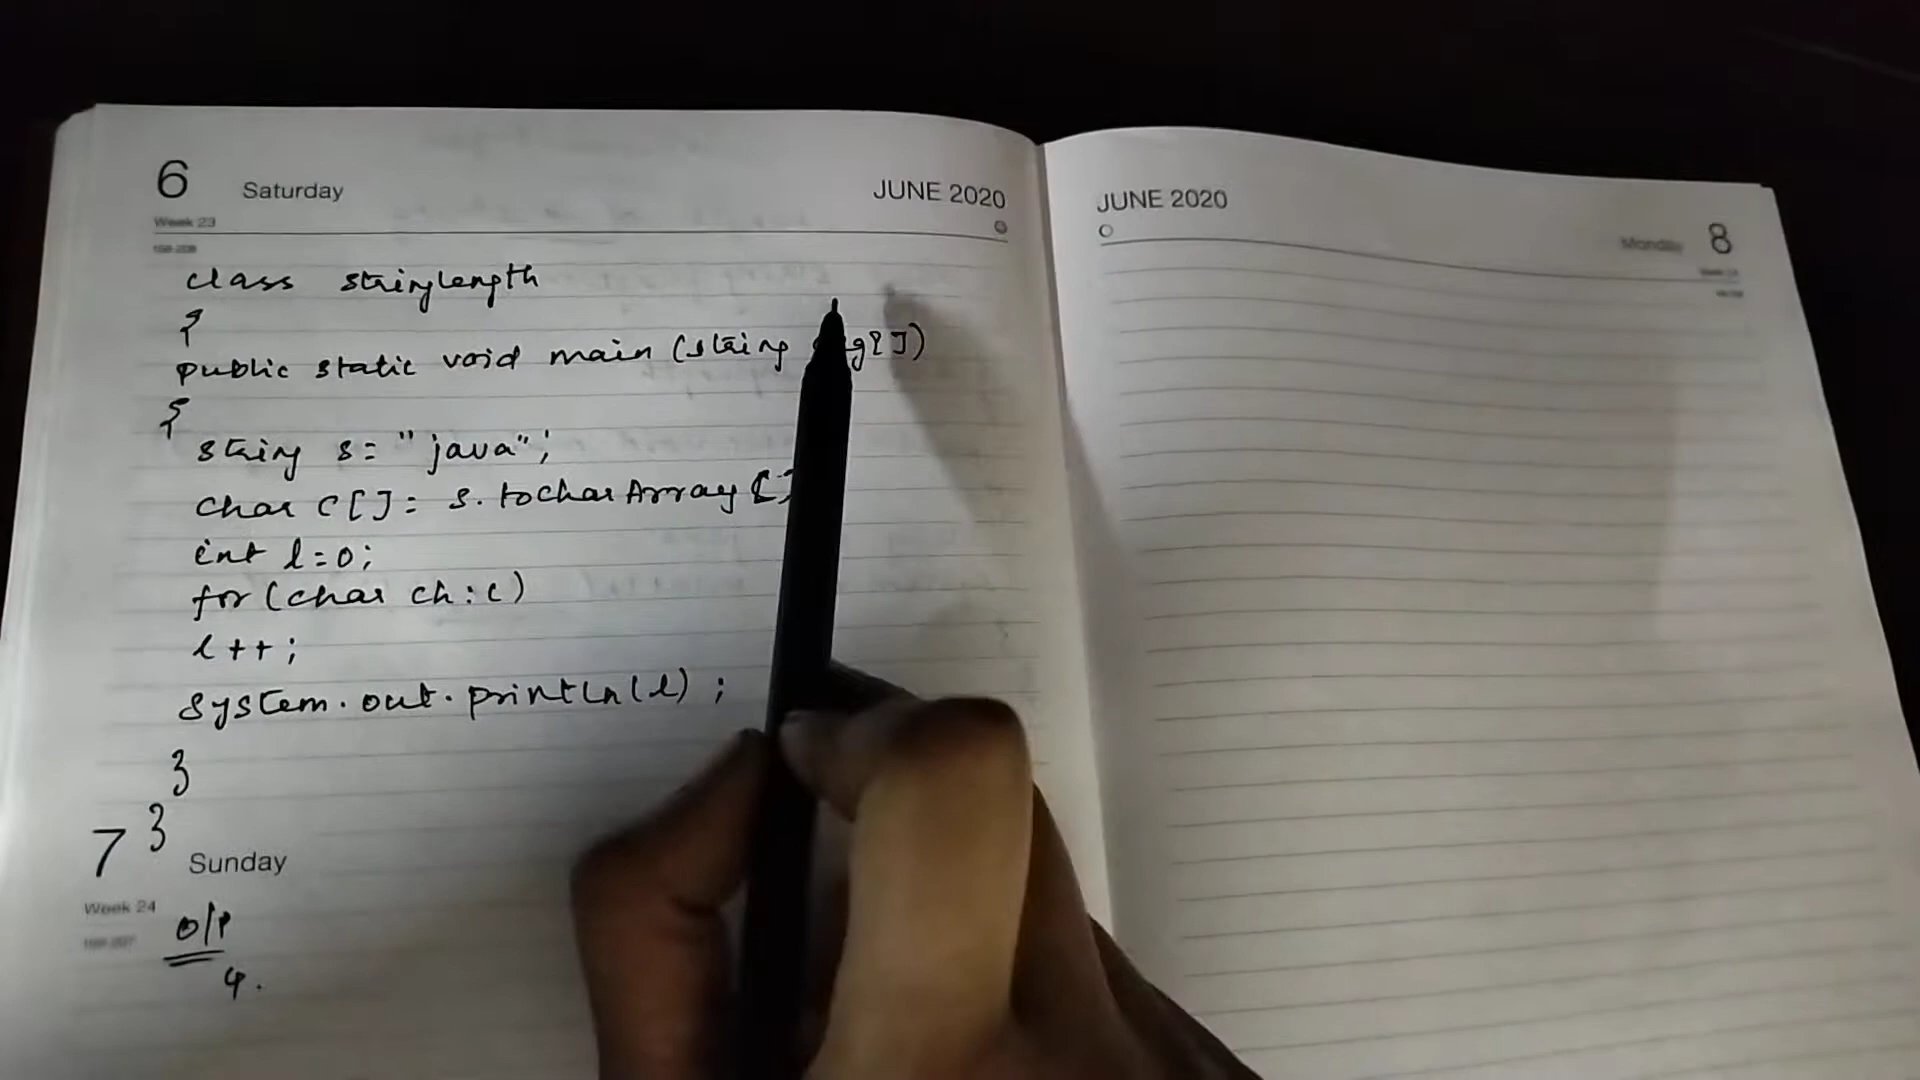 6 Saturday JUNE 2020
Week 23
class stringlength
{
public static void main (string g[])
{
string s = "java";
char c[] = s.tocharArray [
int l=0;
for (char ch : c)
l++;
system.out.println(l);
}
}
7 Sunday
Week 24
o/p
4.
JUNE 2020
Monday 8